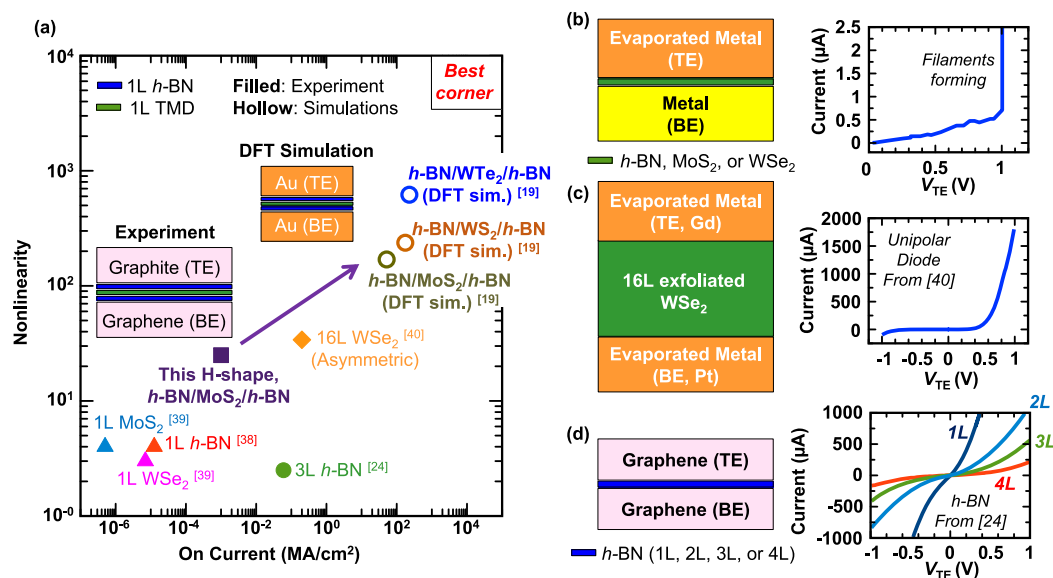 (a)
10⁴
10³
10²
10¹
10⁰
Nonlinearity
10⁻⁶
10⁻⁴
10⁻²
10⁰
10²
On Current (MA/cm²)
1L h-BN
1L TMD
Filled: Experiment
Hollow: Simulations
Best
corner
DFT Simulation
Au (TE)
Au (BE)
h-BN/WTe₂/h-BN
(DFT sim.) [19]
h-BN/WS₂/h-BN
(DFT sim.) [19]
h-BN/MoS₂/h-BN
(DFT sim.) [19]
Experiment
Graphite (TE)
Graphene (BE)
16L WSe₂ [40]
(Asymmetric)
This H-shape,
h-BN/MoS₂/h-BN
1L MoS₂ [39]
1L h-BN [38]
1L WSe₂ [39]
3L h-BN [24]
(b)
Evaporated Metal
(TE)
Metal
(BE)
h-BN, MoS₂, or WSe₂
Current (µA)
2.5
2
1.5
1
0.5
0
Filaments
forming
0
0.5
1
V_TE (V)
(c)
Evaporated Metal
(TE, Gd)
16L exfoliated
WSe₂
Evaporated Metal
(BE, Pt)
Current (µA)
2000
1500
1000
500
0
Unipolar
Diode
From [40]
-1
-0.5
0
0.5
1
V_TE (V)
(d)
Graphene (TE)
Graphene (BE)
h-BN (1L, 2L, 3L, or 4L)
Current (µA)
1000
500
0
-500
-1000
1L
2L
3L
4L
h-BN
From [24]
-1
-0.5
0
0.5
1
V_TE (V)